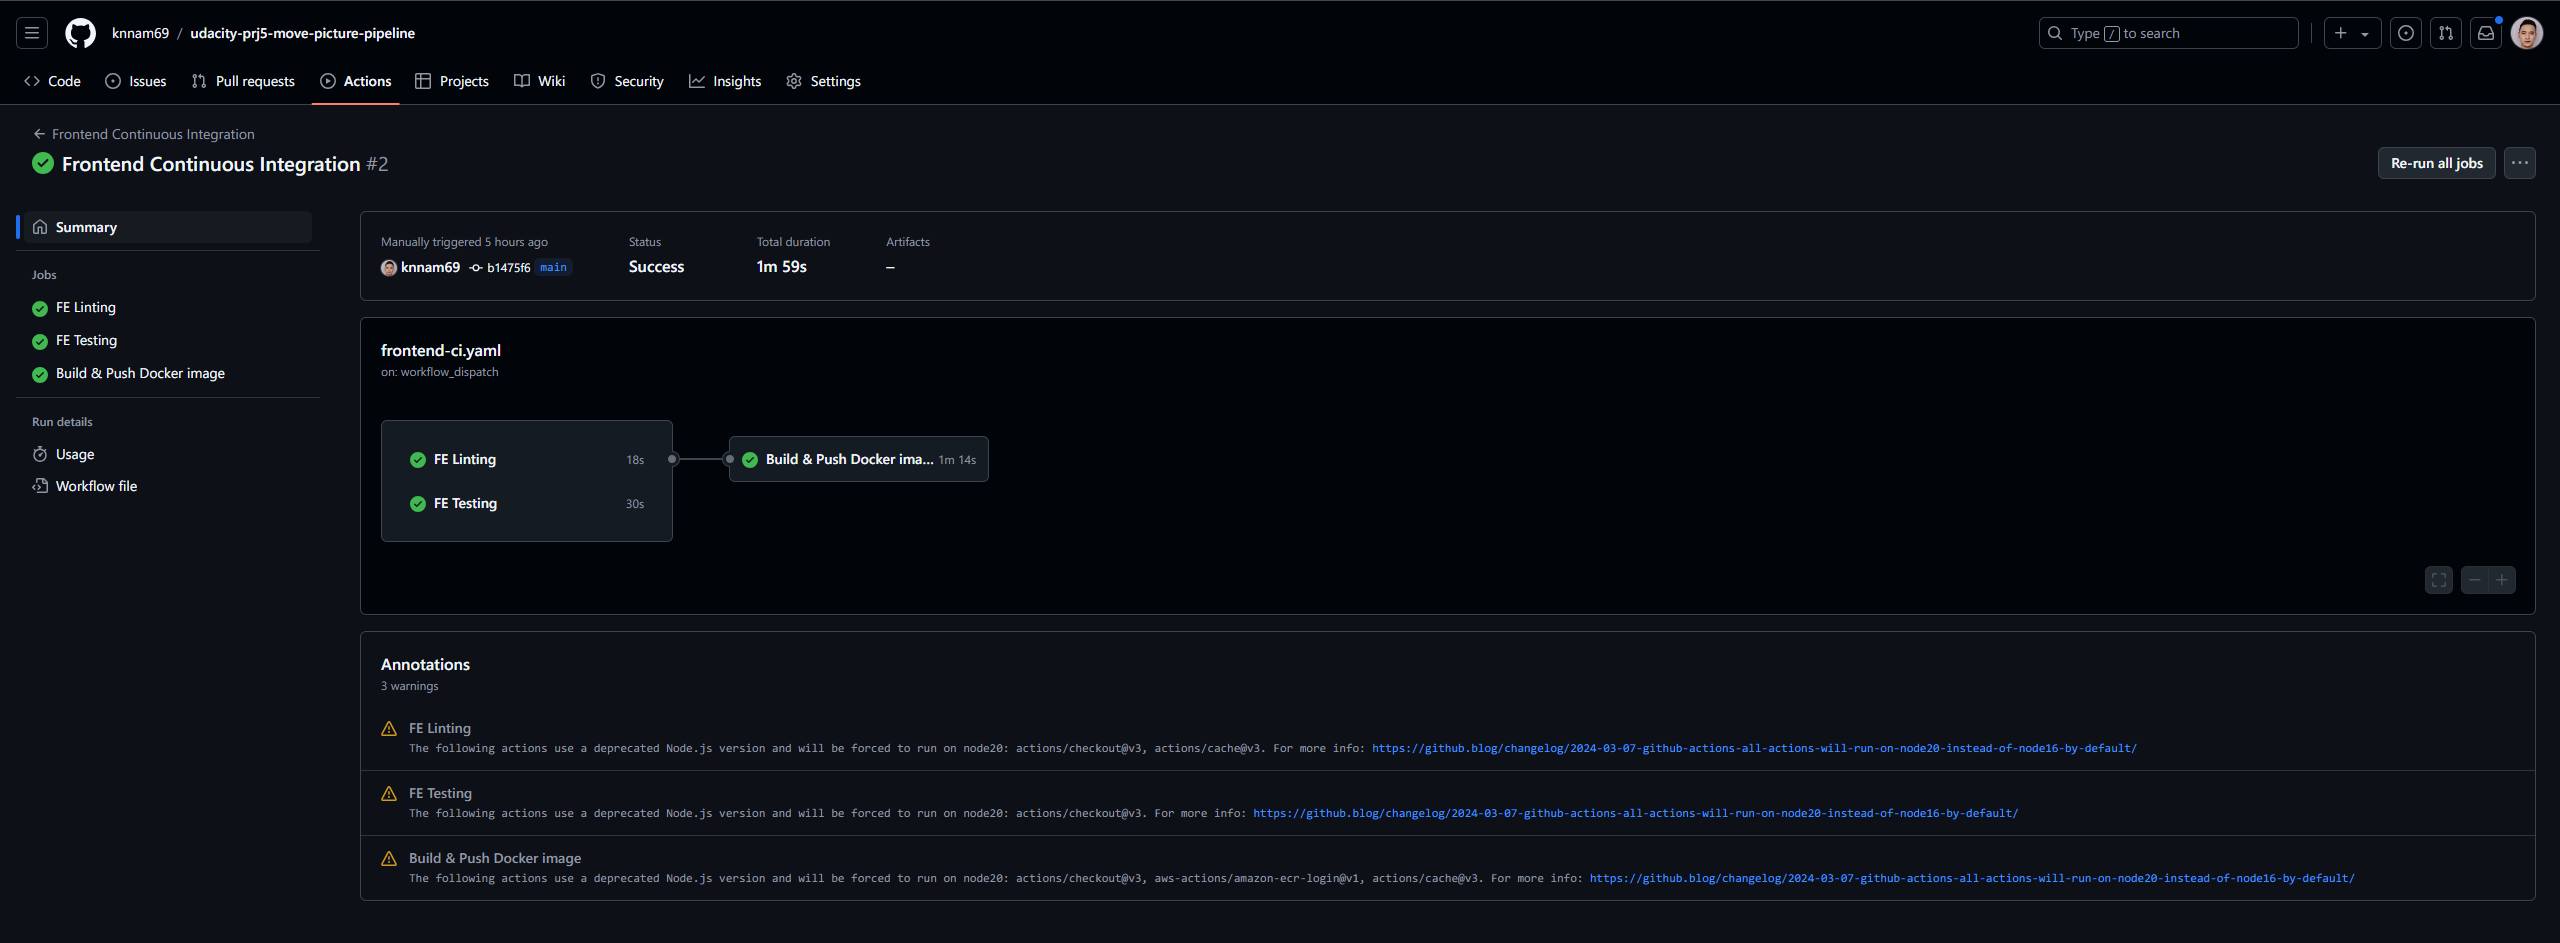 knnam69 / udacity-prj5-move-picture-pipeline
Type / to search
Code
Issues
Pull requests
Actions
Projects
Wiki
Security
Insights
Settings
Frontend Continuous Integration
Frontend Continuous Integration #2
Re-run all jobs
Summary
Jobs
FE Linting
FE Testing
Build & Push Docker image
Run details
Usage
Workflow file
Manually triggered 5 hours ago
knnam69 b1475f6 main
Status
Success
Total duration
1m 59s
Artifacts
–
frontend-ci.yaml
on: workflow_dispatch
FE Linting 18s
FE Testing 30s
Build & Push Docker ima... 1m 14s
Annotations
3 warnings
FE Linting
The following actions use a deprecated Node.js version and will be forced to run on node20: actions/checkout@v3, actions/cache@v3. For more info: https://github.blog/changelog/2024-03-07-github-actions-all-actions-will-run-on-node20-instead-of-node16-by-default/
FE Testing
The following actions use a deprecated Node.js version and will be forced to run on node20: actions/checkout@v3. For more info: https://github.blog/changelog/2024-03-07-github-actions-all-actions-will-run-on-node20-instead-of-node16-by-default/
Build & Push Docker image
The following actions use a deprecated Node.js version and will be forced to run on node20: actions/checkout@v3, aws-actions/amazon-ecr-login@v1, actions/cache@v3. For more info: https://github.blog/changelog/2024-03-07-github-actions-all-actions-will-run-on-node20-instead-of-node16-by-default/